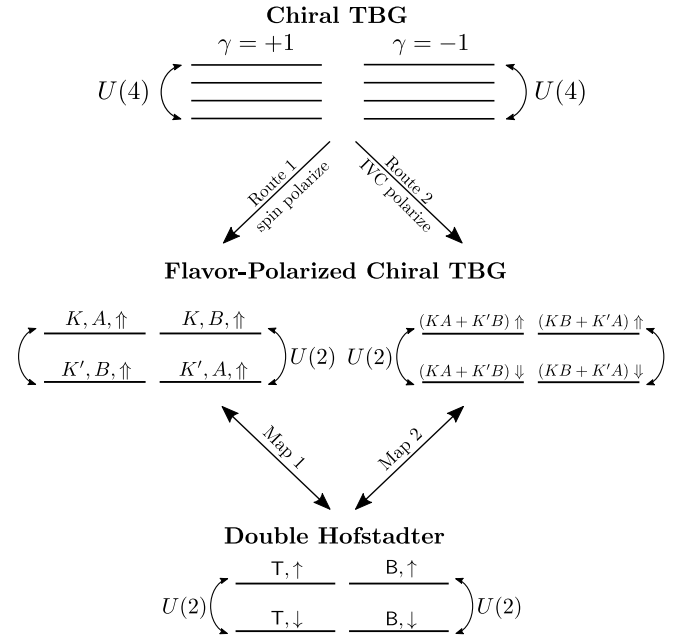 Chiral TBG
γ = +1 γ = −1
U(4) U(4)
Route 1
spin polarize
Route 2
IVC polarize
Flavor-Polarized Chiral TBG
K, A, ⇑ K, B, ⇑ (KA + K′B) ⇑ (KB + K′A) ⇑
U(2) U(2)
K′, B, ⇑ K′, A, ⇑ (KA + K′B) ⇓ (KB + K′A) ⇓
Map 1 Map 2
Double Hofstadter
T, ↑ B, ↑
U(2) U(2)
T, ↓ B, ↓